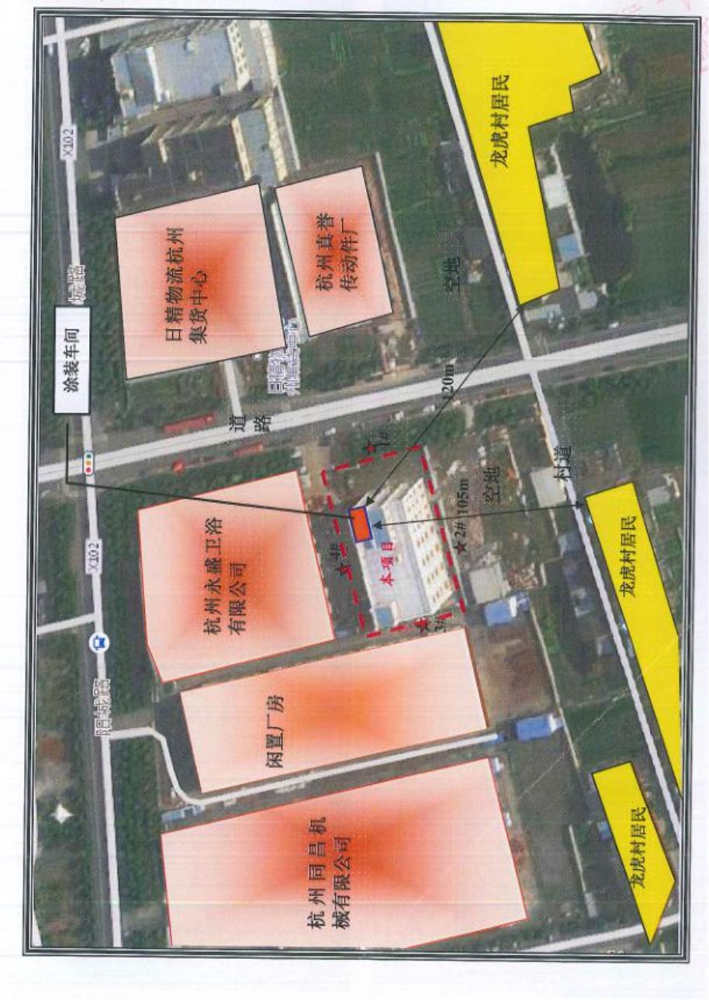 X102
涂装车间
城路
X102
阳城路
日精物流杭州
集货中心
杭州永盛卫浴
有限公司
道
路
闲置厂房
杭州同昌机
械有限公司
杭州真誉
传动件厂
☆4#
☆1#
本项目
3#
★2#
105m
120m
空地
空地
村道
龙虎村居民
龙虎村居民
龙虎村居民